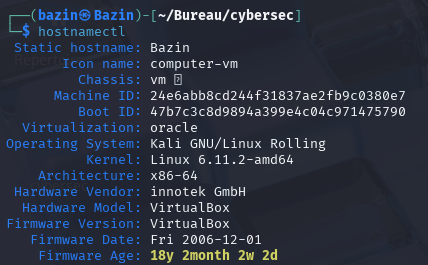 ┌──(bazin㉿Bazin)-[~/Bureau/cybersec]
└─$ hostnamectl
Static hostname: Bazin
Icon name: computer-vm
Chassis: vm
Machine ID: 24e6abb8cd244f31837ae2fb9c0380e7
Boot ID: 47b7c3c8d9894a399e4c04c971475790
Virtualization: oracle
Operating System: Kali GNU/Linux Rolling
Kernel: Linux 6.11.2-amd64
Architecture: x86-64
Hardware Vendor: innotek GmbH
Hardware Model: VirtualBox
Firmware Version: VirtualBox
Firmware Date: Fri 2006-12-01
Firmware Age: 18y 2month 2w 2d